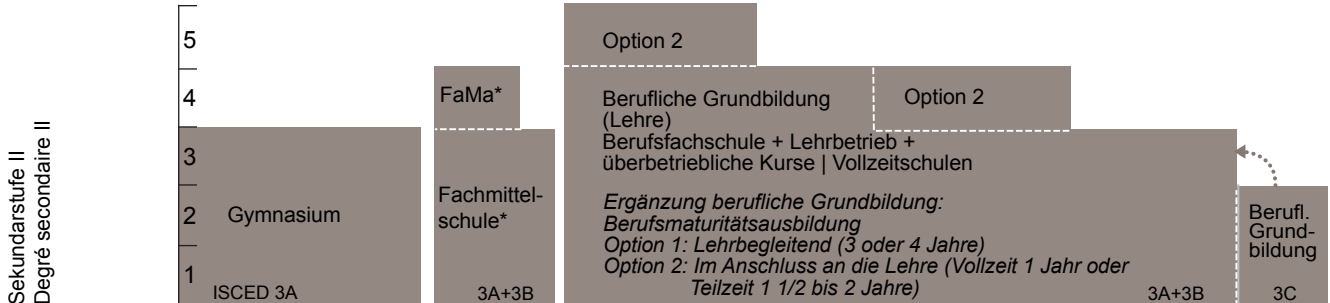 Sekundarstufe II
Degré secondaire II
5
4
3
2
1
Gymnasium
ISCED 3A
FaMa*
Fachmittel-
schule*
3A+3B
Option 2
Berufliche Grundbildung
(Lehre)
Berufsfachschule + Lehrbetrieb +
überbetriebliche Kurse | Vollzeitschulen
Ergänzung berufliche Grundbildung:
Berufsmaturitätsausbildung
Option 1: Lehrbegleitend (3 oder 4 Jahre)
Option 2: Im Anschluss an die Lehre (Vollzeit 1 Jahr oder
Teilzeit 1 1/2 bis 2 Jahre)
Option 2
3A+3B
Berufl.
Grund-
bildung
3C